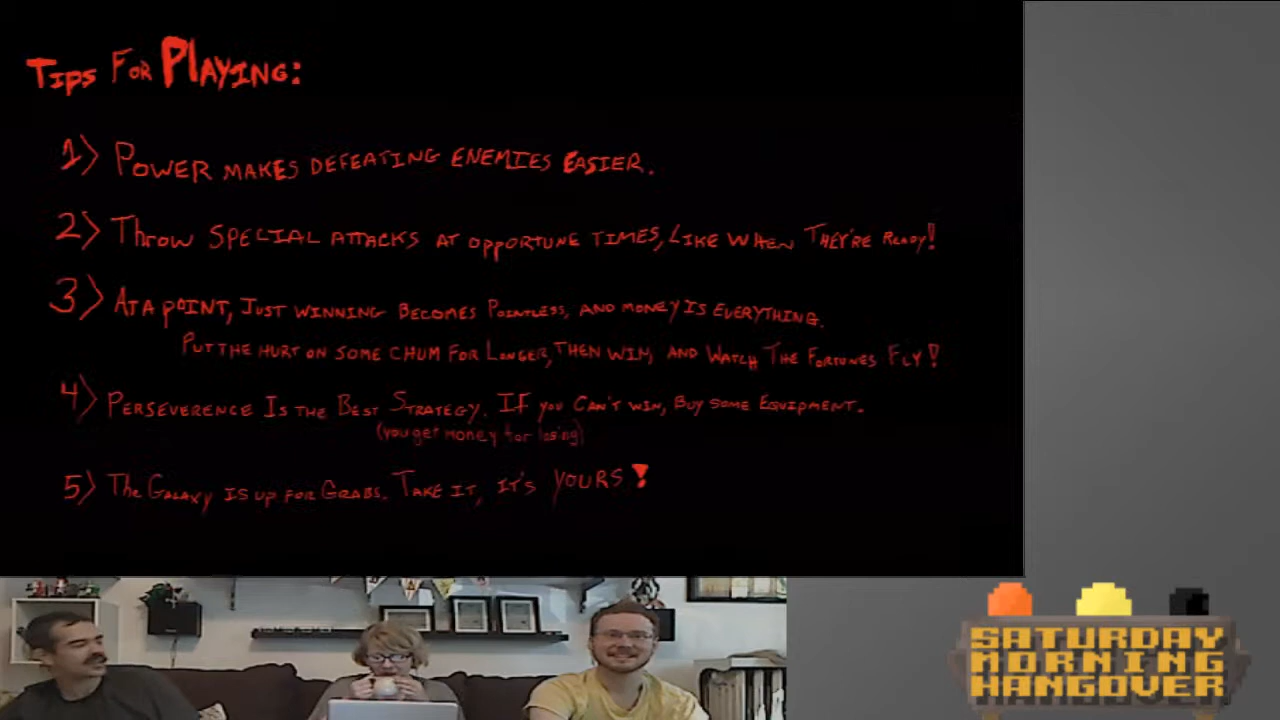 Tips For Playing:
1) Power makes defeating enemies easier.
2) Throw special attacks at opportune times, like when they're ready!
3) At a point, just winning becomes pointless, and money is everything.
Put the hurt on some chum for longer, then win, and watch the fortunes fly!
4) Perseverence is the best strategy. If you can't win, buy some equipment.
(you get money for losing)
5) The Galaxy is up for grabs. Take it, it's yours!
SATURDAY
MORNING
HANGOVER